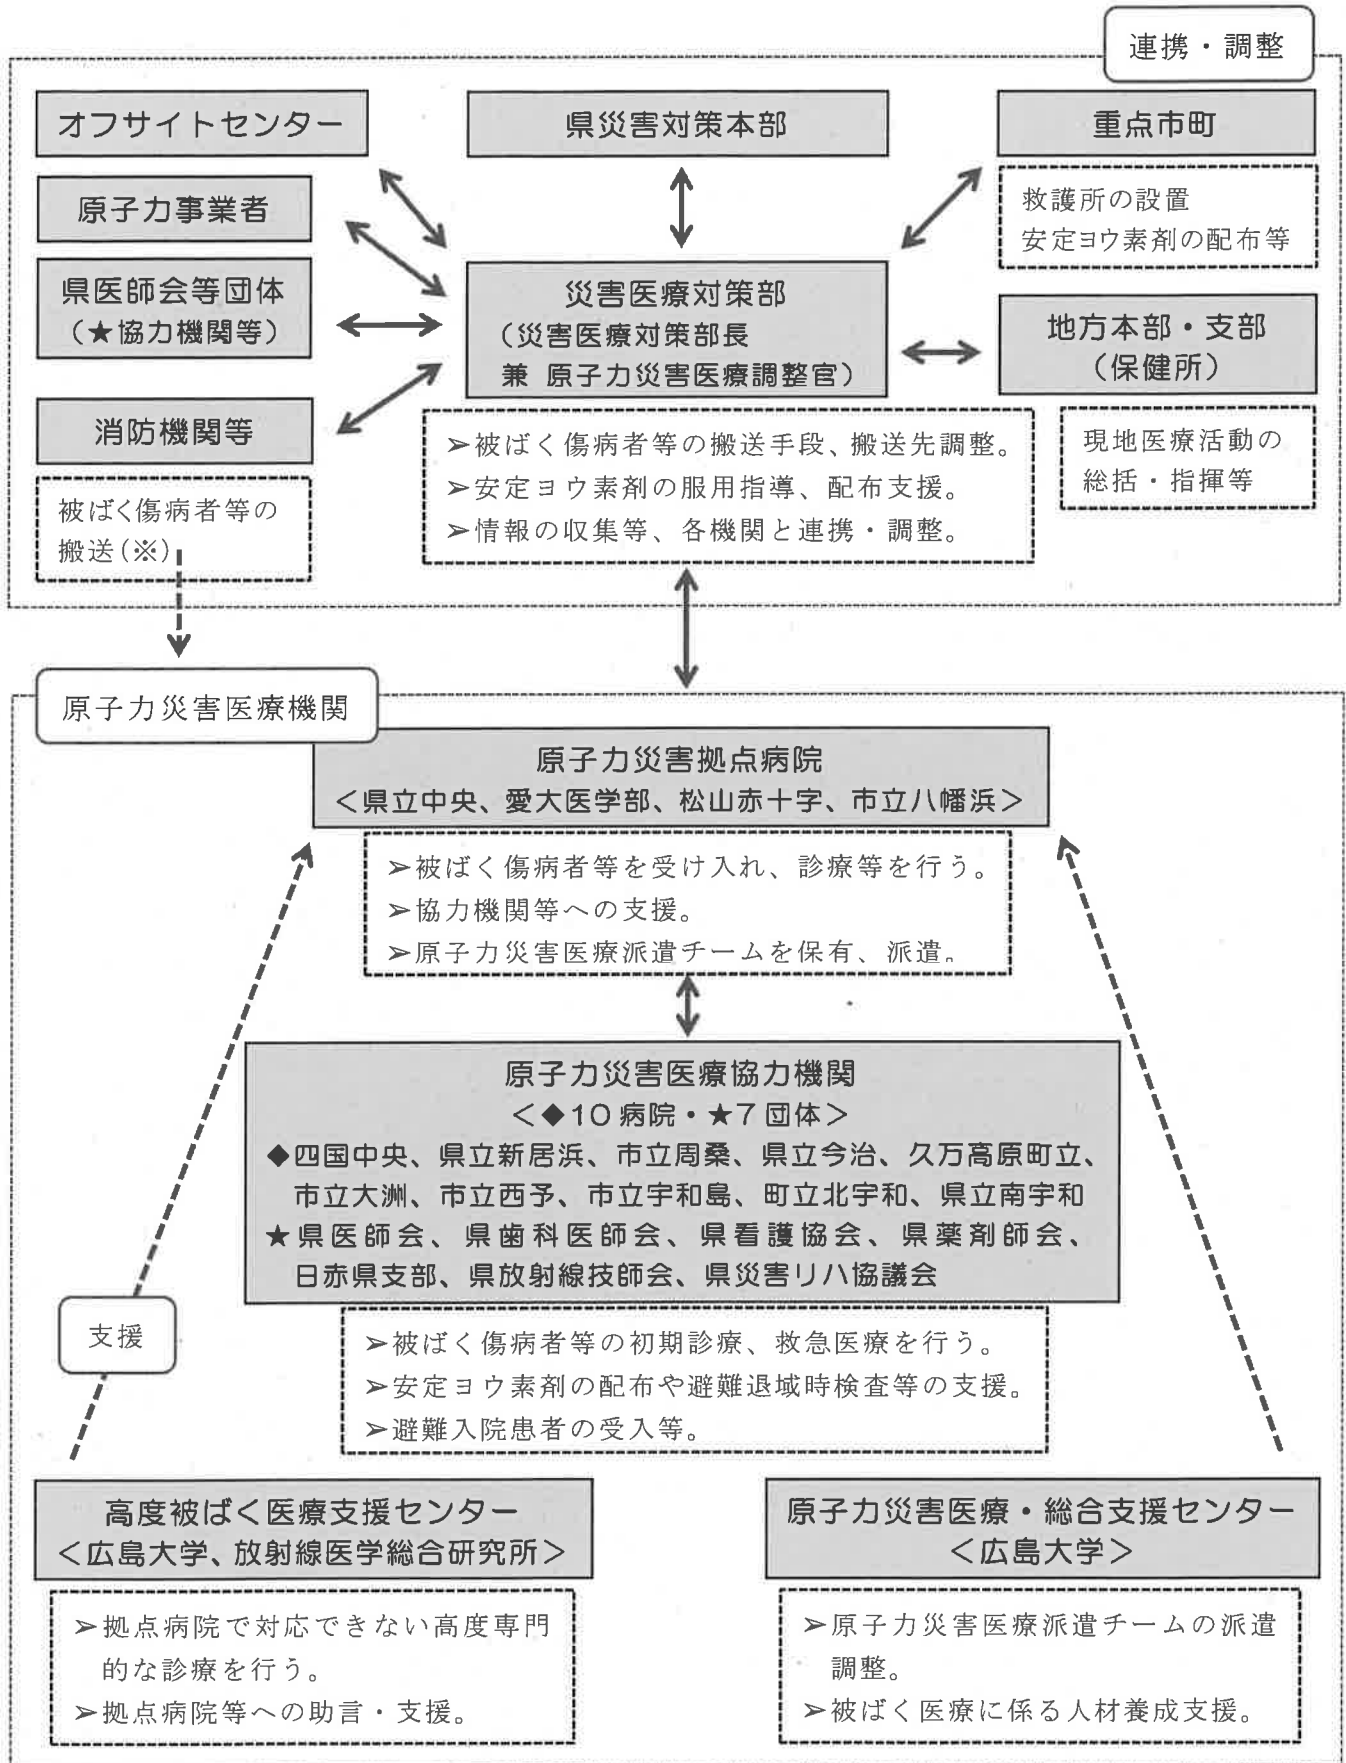 連携・調整
オフサイトセンター
県災害対策本部
重点市町
救護所の設置
安定ヨウ素剤の配布等
原子力事業者
県医師会等団体
（★協力機関等）
災害医療対策部
（災害医療対策部長
兼 原子力災害医療調整官）
地方本部・支部
（保健所）
消防機関等
➢被ばく傷病者等の搬送手段、搬送先調整。
➢安定ヨウ素剤の服用指導、配布支援。
➢情報の収集等、各機関と連携・調整。
現地医療活動の
総括・指揮等
被ばく傷病者等の
搬送(※)
原子力災害医療機関
原子力災害拠点病院
＜県立中央、愛大医学部、松山赤十字、市立八幡浜＞
➢被ばく傷病者等を受け入れ、診療等を行う。
➢協力機関等への支援。
➢原子力災害医療派遣チームを保有、派遣。
原子力災害医療協力機関
＜◆10 病院・★7 団体＞
◆四国中央、県立新居浜、市立周桑、県立今治、久万高原町立、
市立大洲、市立西予、市立宇和島、町立北宇和、県立南宇和
★県医師会、県歯科医師会、県看護協会、県薬剤師会、
日赤県支部、県放射線技師会、県災害リハ協議会
➢被ばく傷病者等の初期診療、救急医療を行う。
➢安定ヨウ素剤の配布や避難退域時検査等の支援。
➢避難入院患者の受入等。
支援
高度被ばく医療支援センター
＜広島大学、放射線医学総合研究所＞
➢拠点病院で対応できない高度専門
的な診療を行う。
➢拠点病院等への助言・支援。
原子力災害医療・総合支援センター
＜広島大学＞
➢原子力災害医療派遣チームの派遣
調整。
➢被ばく医療に係る人材養成支援。